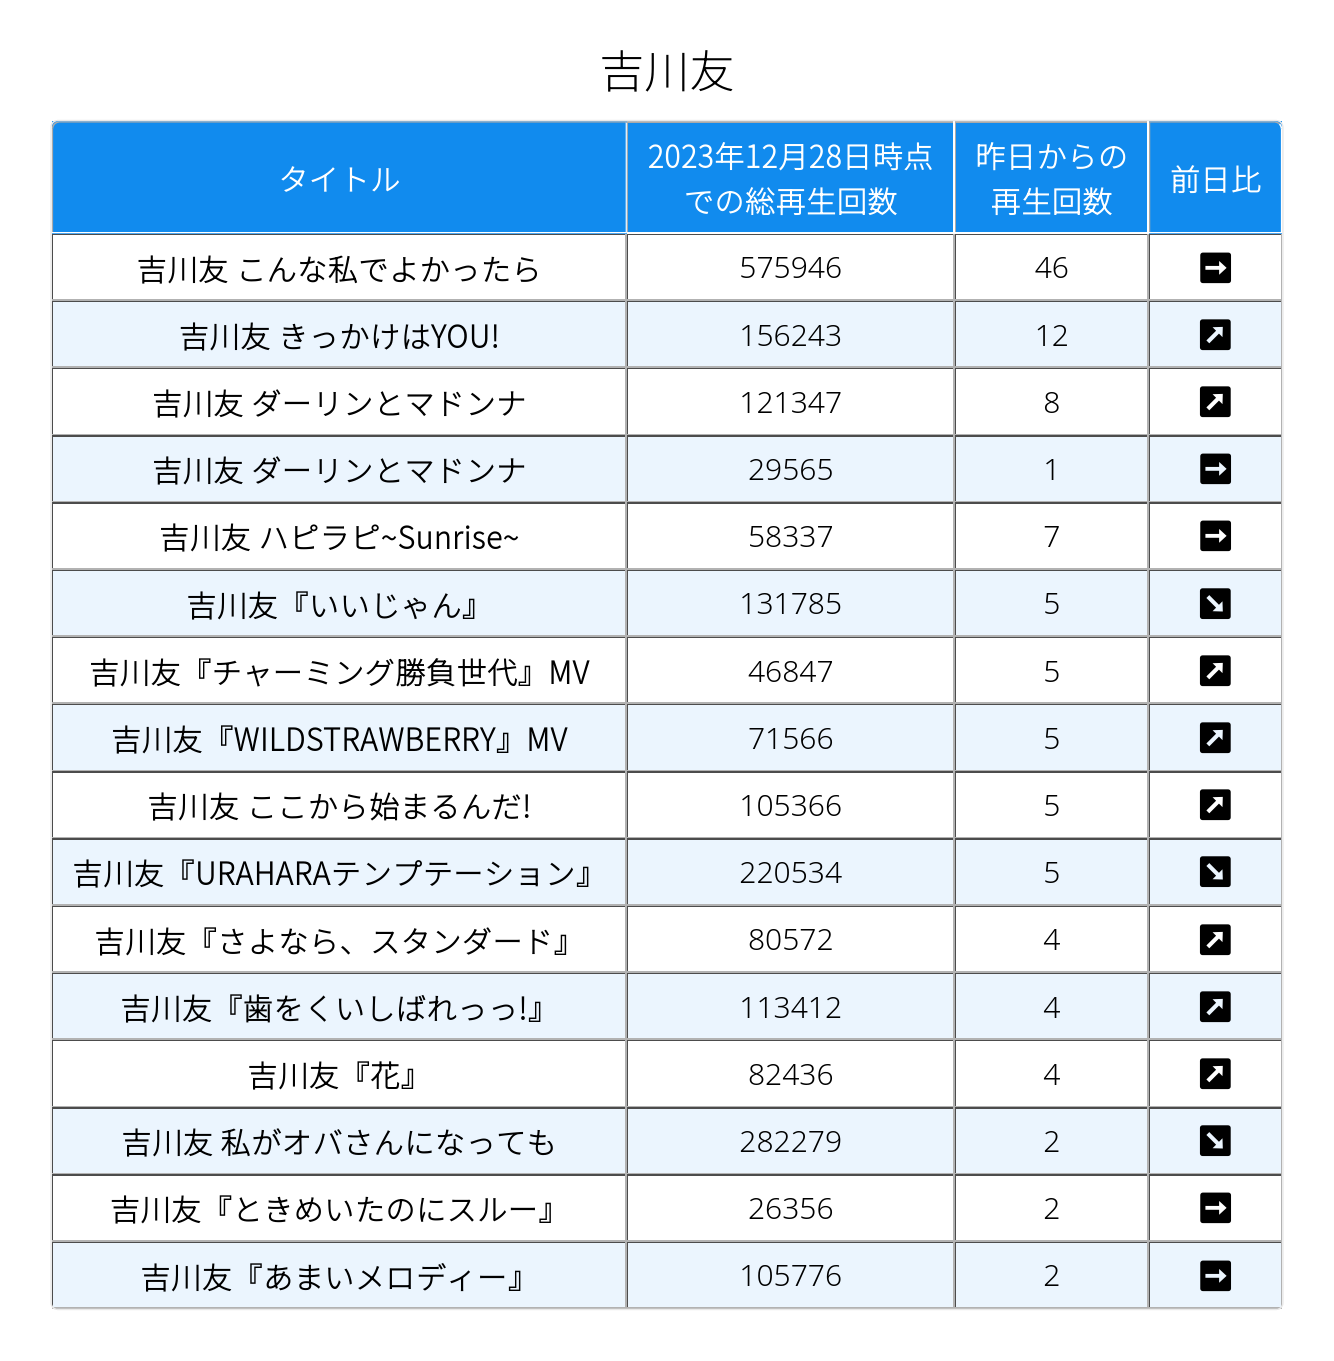 吉川友
タイトル
2023年12月28日時点
での総再生回数
昨日からの
再生回数
前日比
吉川友 こんな私でよかったら 575946 46 ➡
吉川友 きっかけはYOU! 156243 12 ↗
吉川友 ダーリンとマドンナ 121347 8 ↗
吉川友 ダーリンとマドンナ 29565 1 ➡
吉川友 ハピラピ~Sunrise~ 58337 7 ➡
吉川友『いいじゃん』 131785 5 ↘
吉川友『チャーミング勝負世代』MV 46847 5 ↗
吉川友『WILDSTRAWBERRY』MV 71566 5 ↗
吉川友 ここから始まるんだ! 105366 5 ↗
吉川友『URAHARAテンプテーション』 220534 5 ↘
吉川友『さよなら、スタンダード』 80572 4 ↗
吉川友『歯をくいしばれっっ!』 113412 4 ↗
吉川友『花』 82436 4 ↗
吉川友 私がオバさんになっても 282279 2 ↘
吉川友『ときめいたのにスルー』 26356 2 ➡
吉川友『あまいメロディー』 105776 2 ➡